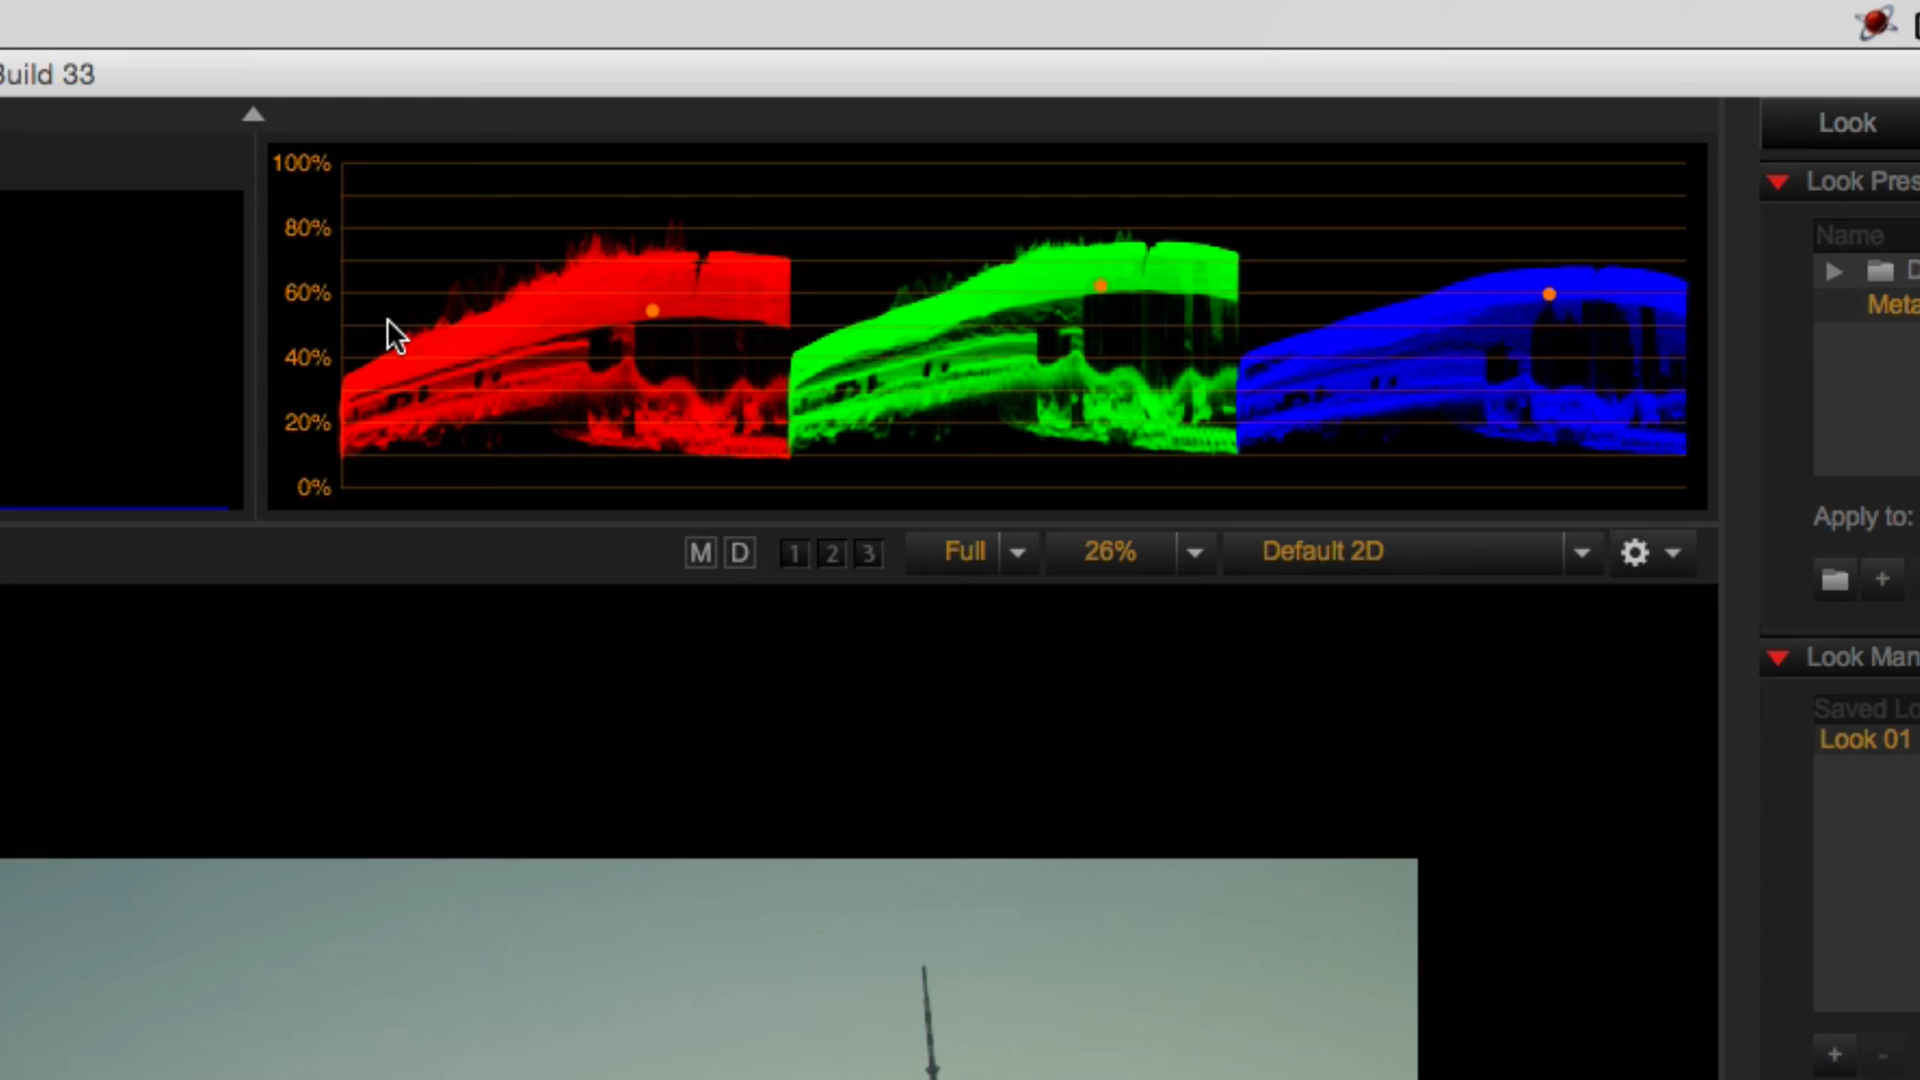 Build 33
100%
80%
60%
40%
20%
0%
M D 1 2 3 Full 26% Default 2D
Look
Look Pres
Name
D
Meta
Apply to:
+
Look Man
Saved Lo
Look 01
+ -